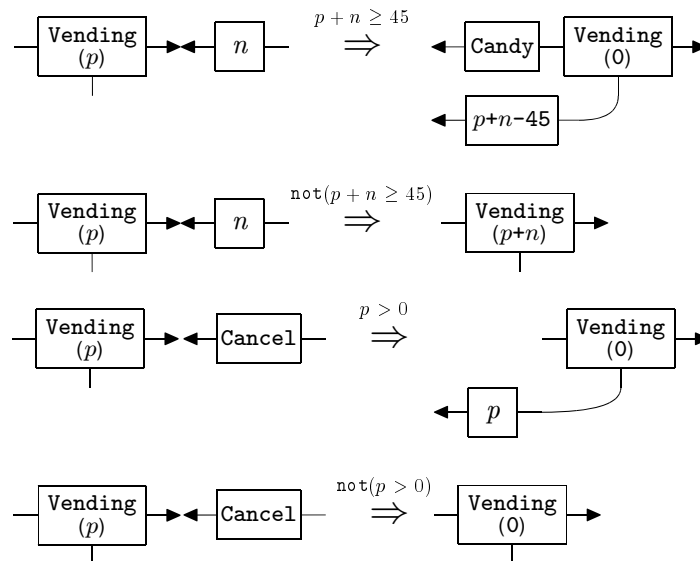 p + n ≥ 45
Vending
(p)
n
⇒
Candy
Vending
(0)
p+n-45
not(p + n ≥ 45)
Vending
(p)
n
⇒
Vending
(p+n)
p > 0
Vending
(p)
Cancel
⇒
Vending
(0)
p
not(p > 0)
Vending
(p)
Cancel
⇒
Vending
(0)